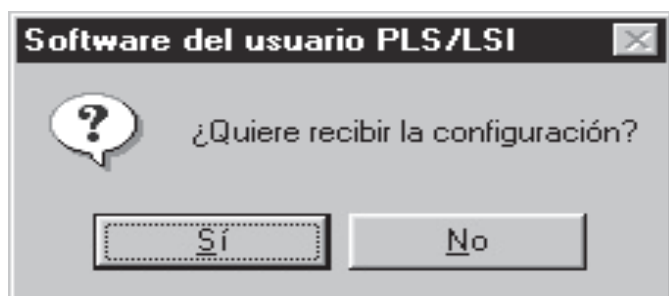 Software del usuario PLS/LSI
¿Quiere recibir la configuración?
Sí No